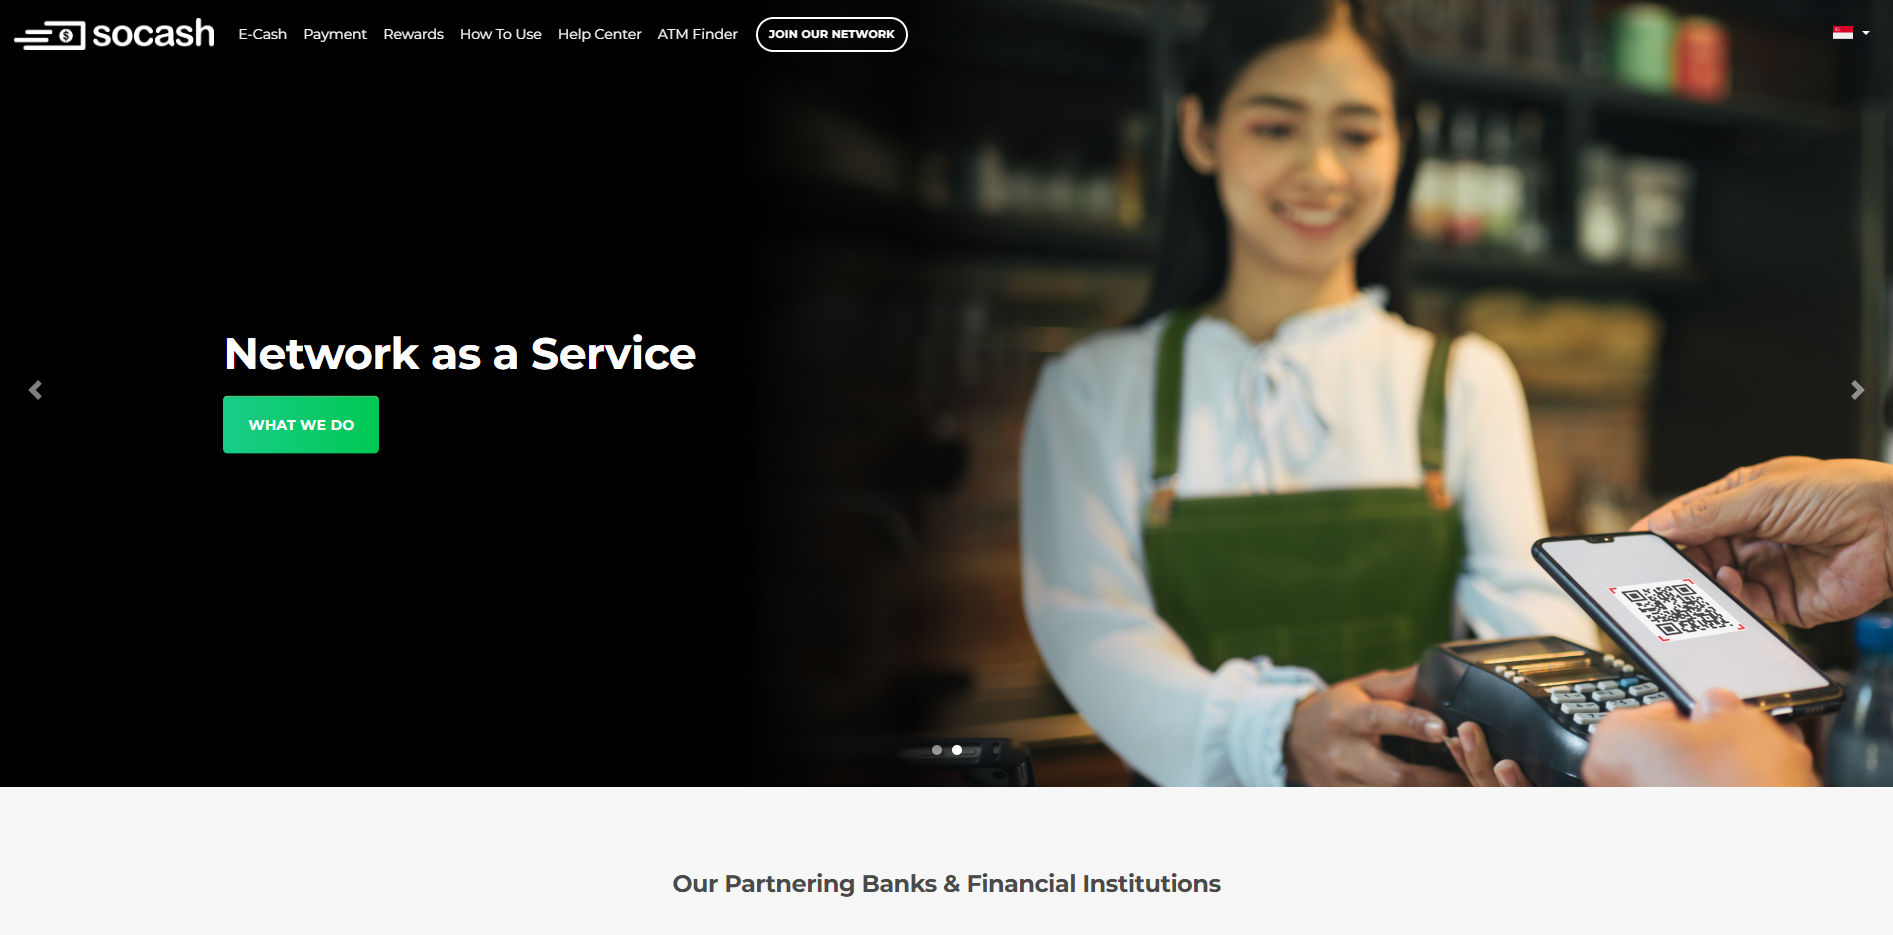 socash
E-Cash Payment Rewards How To Use Help Center ATM Finder JOIN OUR NETWORK
Network as a Service
WHAT WE DO
Our Partnering Banks & Financial Institutions